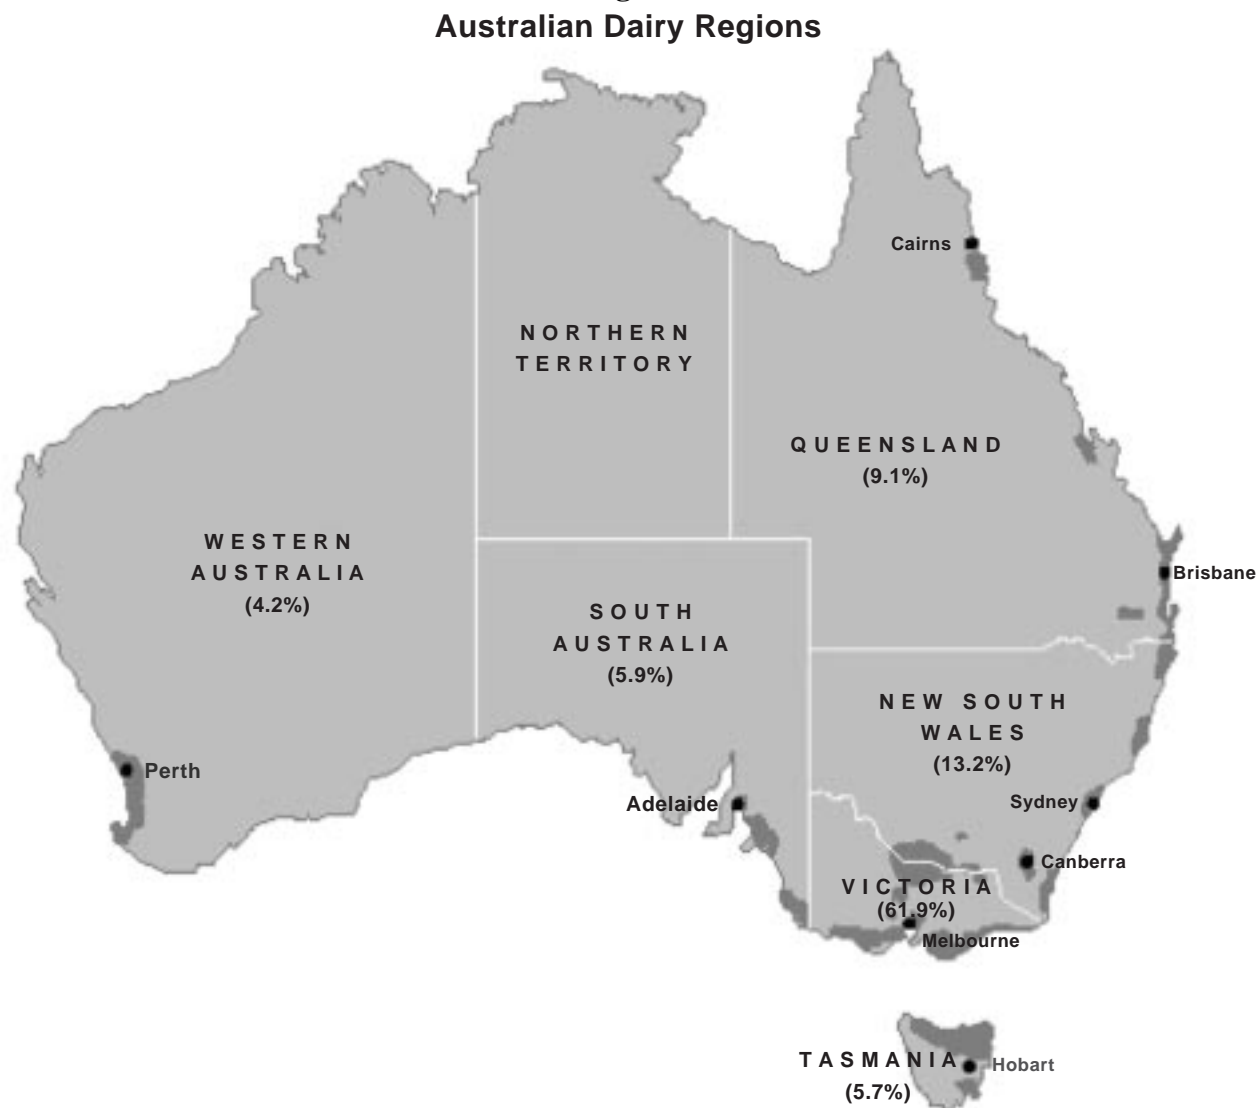 Australian Dairy Regions
Cairns
NORTHERN
TERRITORY
QUEENSLAND
(9.1%)
WESTERN
AUSTRALIA
(4.2%)
Brisbane
SOUTH
AUSTRALIA
(5.9%)
NEW SOUTH
WALES
(13.2%)
Perth
Adelaide
Sydney
Canberra
VICTORIA
(61.9%)
Melbourne
TASMANIA
Hobart
(5.7%)